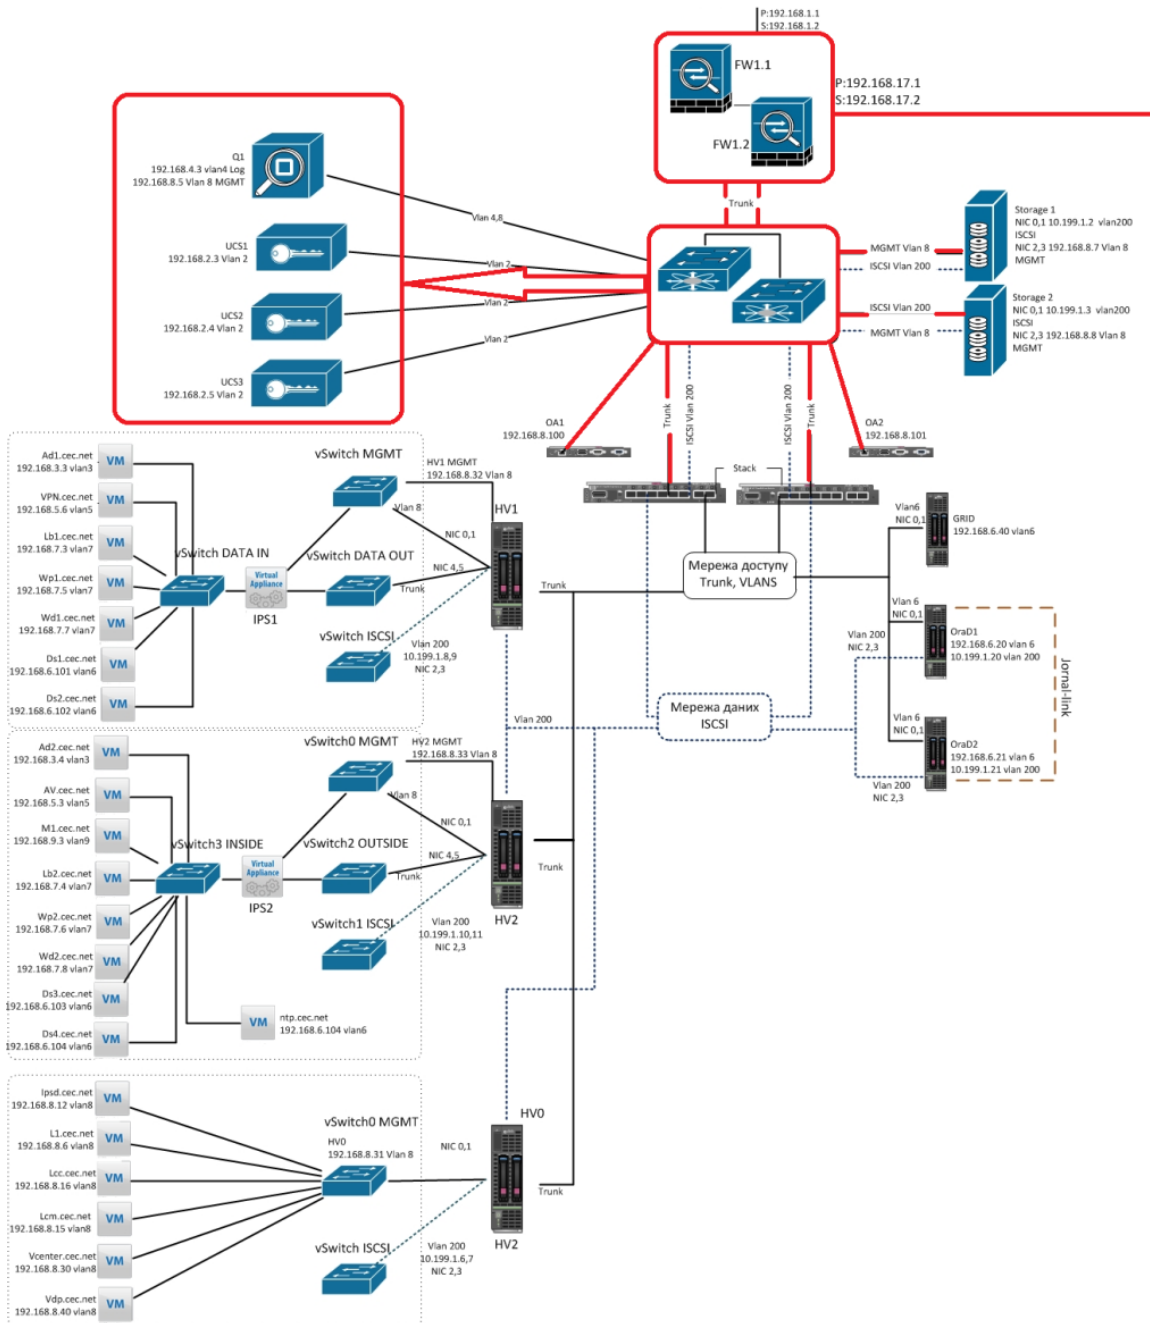 P:192.168.1.1
S:192.168.1.2
FW1.1
P:192.168.17.1
S:192.168.17.2
FW1.2
Trunk
Q1
192.168.4.3 vlan4 Log
192.168.8.5 Vlan 8 MGMT
Vlan 4,8
UCS1
192.168.2.3 Vlan 2
Vlan 2
UCS2
192.168.2.4 Vlan 2
Vlan 2
UCS3
192.168.2.5 Vlan 2
Vlan 2
MGMT Vlan 8
ISCSI Vlan 200
Storage 1
NIC 0,1 10.199.1.2 vlan200
ISCSI
NIC 2,3 192.168.8.7 Vlan 8
MGMT
ISCSI Vlan 200
MGMT Vlan 8
Storage 2
NIC 0,1 10.199.1.3 vlan200
ISCSI
NIC 2,3 192.168.8.8 Vlan 8
MGMT
OA1
192.168.8.100
Trunk
ISCSI Vlan 200
ISCSI Vlan 200
Trunk
OA2
192.168.8.101
Stack
Ad1.cec.net
192.168.3.3 vlan3
VM
VPN.cec.net
192.168.5.6 vlan5
VM
Lb1.cec.net
192.168.7.3 vlan7
VM
Wp1.cec.net
192.168.7.5 vlan7
VM
Wd1.cec.net
192.168.7.7 vlan7
VM
Ds1.cec.net
192.168.6.101 vlan6
VM
Ds2.cec.net
192.168.6.102 vlan6
VM
vSwitch DATA IN
Virtual
Appliance
IPS1
vSwitch MGMT
vSwitch DATA OUT
vSwitch ISCSI
HV1 MGMT
192.168.8.32 Vlan 8
Vlan 8
NIC 0,1
NIC 4,5
Trunk
Vlan 200
10.199.1.8,9
NIC 2,3
HV1
Trunk
Мережа доступу
Trunk, VLANS
Vlan6
NIC 0,1
GRID
192.168.6.40 vlan6
Vlan 6
NIC 0,1
Vlan 200
NIC 2,3
OraD1
192.168.6.20 vlan 6
10.199.1.20 vlan 200
Jornal-link
Мережа даних
ISCSI
Vlan 200
Vlan 6
NIC 0,1
OraD2
192.168.6.21 vlan 6
10.199.1.21 vlan 200
Vlan 200
NIC 2,3
Ad2.cec.net
192.168.3.4 vlan3
VM
AV.cec.net
192.168.5.3 vlan5
VM
M1.cec.net
192.168.9.3 vlan9
VM
Lb2.cec.net
192.168.7.4 vlan7
VM
Wp2.cec.net
192.168.7.6 vlan7
VM
Wd2.cec.net
192.168.7.8 vlan7
VM
Ds3.cec.net
192.168.6.103 vlan6
VM
Ds4.cec.net
192.168.6.104 vlan6
VM
VM
ntp.cec.net
192.168.6.104 vlan6
vSwitch3 INSIDE
Virtual
Appliance
IPS2
vSwitch0 MGMT
vSwitch2 OUTSIDE
vSwitch1 ISCSI
HV2 MGMT
192.168.8.33 Vlan 8
Vlan 8
NIC 0,1
NIC 4,5
Trunk
Vlan 200
10.199.1.10,11
NIC 2,3
HV2
Trunk
Ipsd.cec.net
192.168.8.12 vlan8
VM
L1.cec.net
192.168.8.6 vlan8
VM
Lcc.cec.net
192.168.8.16 vlan8
VM
Lcm.cec.net
192.168.8.15 vlan8
VM
Vcenter.cec.net
192.168.8.30 vlan8
VM
Vdp.cec.net
192.168.8.40 vlan8
VM
vSwitch0 MGMT
HV0
192.168.8.31 Vlan 8
NIC 0,1
vSwitch ISCSI
Vlan 200
10.199.1.6,7
NIC 2,3
HV0
Trunk
HV2